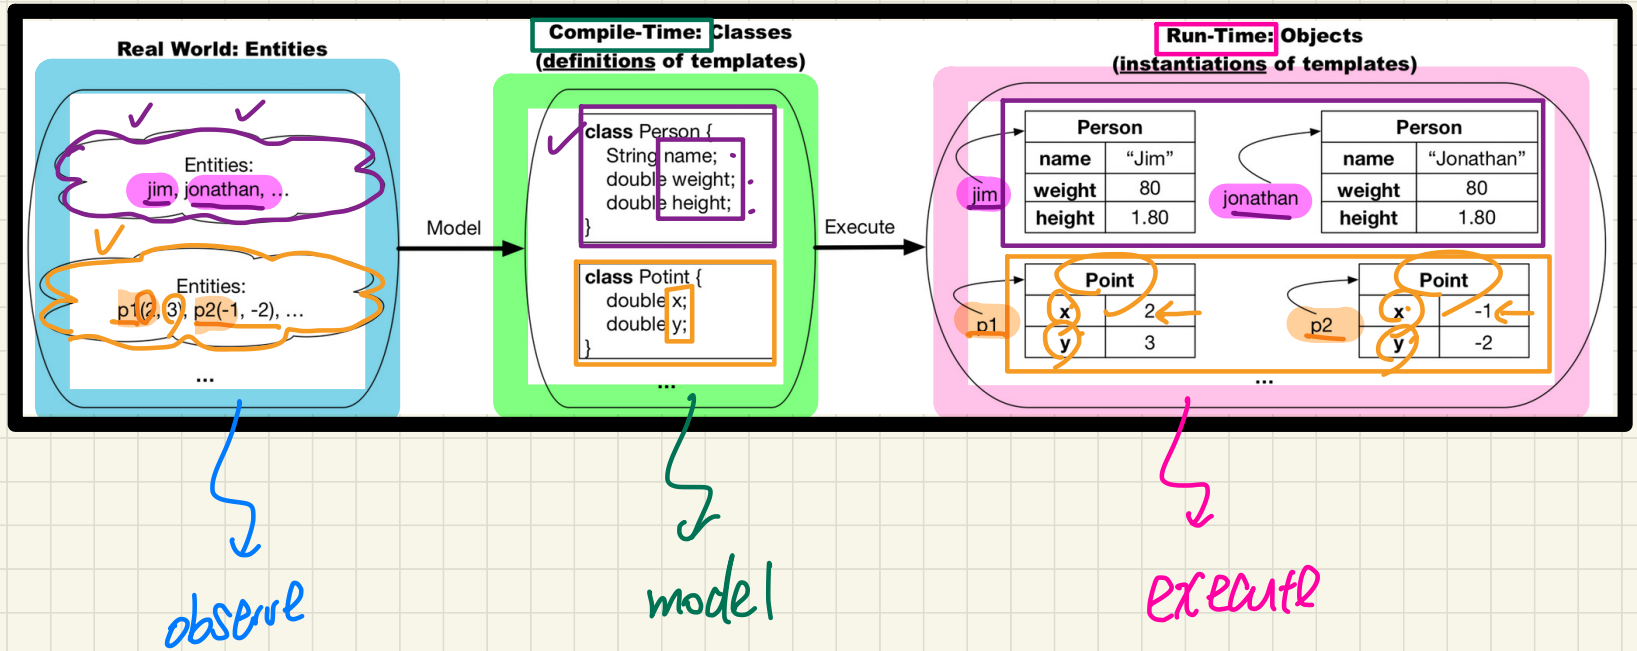 Real World: Entities
Entities:
jim, jonathan, ...
Entities:
p1(2, 3), p2(-1, -2), ...
...
Model
Compile-Time: Classes
(definitions of templates)
class Person {
String name;
double weight;
double height;
}
class Potint {
double x;
double y;
}
...
Execute
Run-Time: Objects
(instantiations of templates)
jim
Person
name “Jim”
weight 80
height 1.80
jonathan
Person
name “Jonathan”
weight 80
height 1.80
p1
Point
x 2
y 3
p2
Point
x -1
y -2
...
observe
model
execute